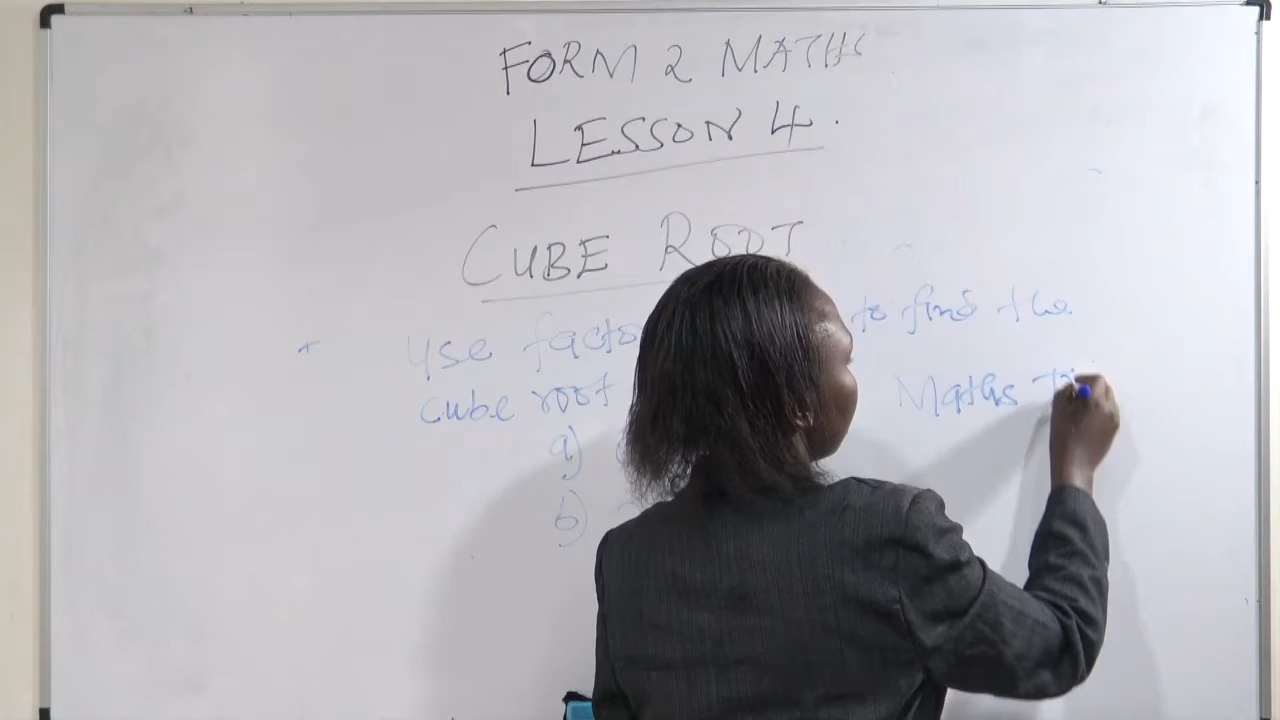 FORM 2 MATHS
LESSON 4.
CUBE ROOT
* use facto to find the
cube root Maths
a)
b)